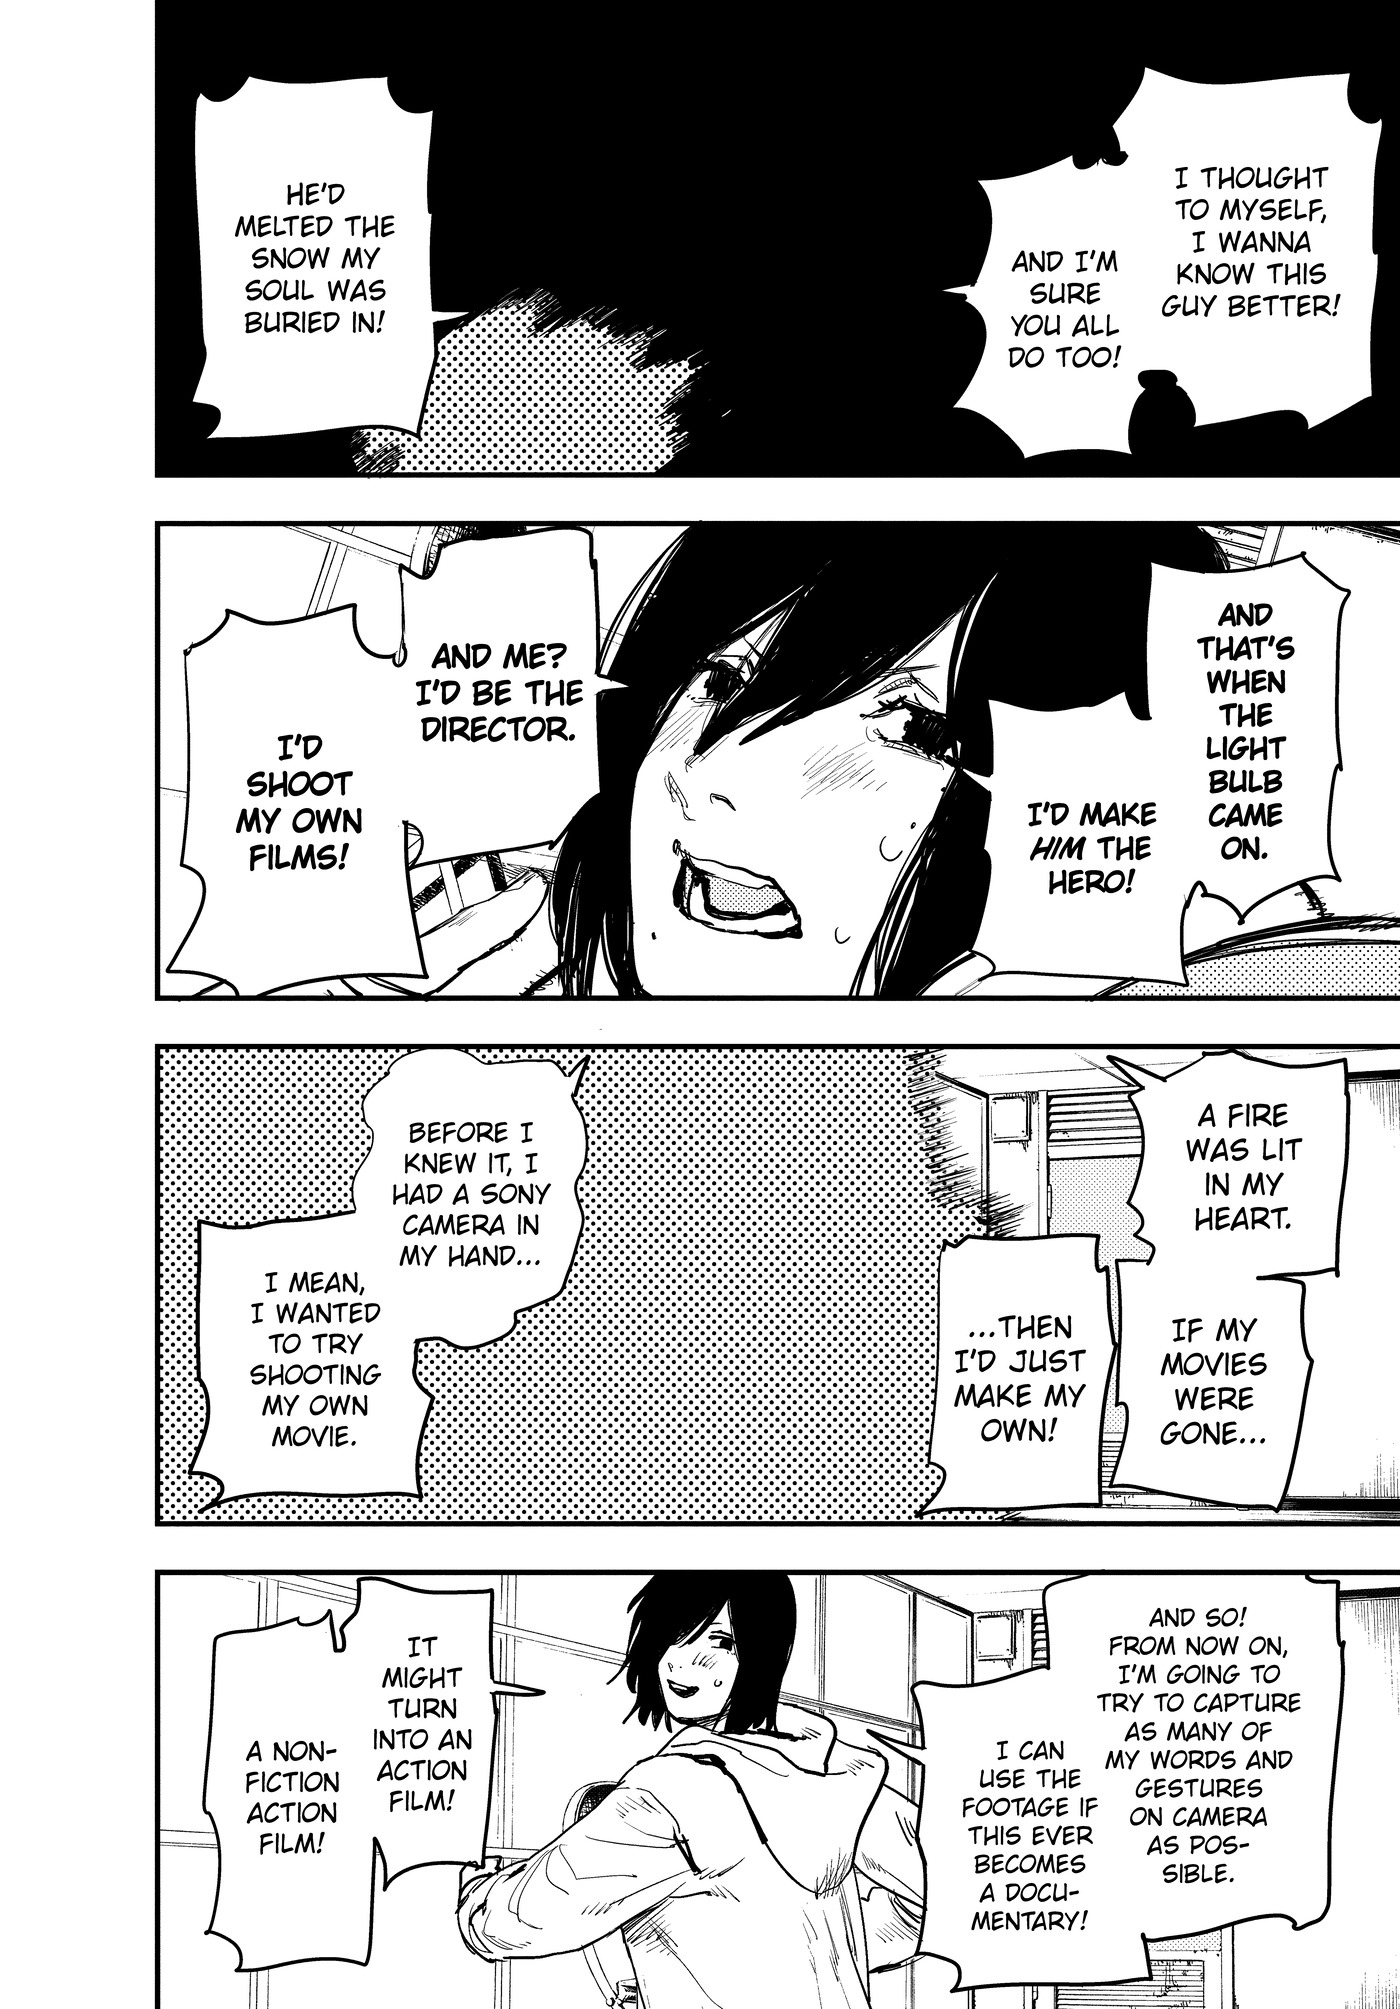 I THOUGHT
TO MYSELF,
I WANNA
KNOW THIS
GUY BETTER!
AND I'M
SURE
YOU ALL
DO TOO!
HE'D
MELTED THE
SNOW MY
SOUL WAS
BURIED IN!
AND
THAT'S
WHEN
THE
LIGHT
BULB
CAME
ON.
I'D MAKE
HIM THE
HERO!
AND ME?
I'D BE THE
DIRECTOR.
I'D
SHOOT
MY OWN
FILMS!
A FIRE
WAS LIT
IN MY
HEART.
IF MY
MOVIES
WERE
GONE...
...THEN
I'D JUST
MAKE MY
OWN!
BEFORE I
KNEW IT, I
HAD A SONY
CAMERA IN
MY HAND...
I MEAN,
I WANTED
TO TRY
SHOOTING
MY OWN
MOVIE.
AND SO!
FROM NOW ON,
I'M GOING TO
TRY TO CAPTURE
AS MANY OF
MY WORDS AND
GESTURES
ON CAMERA
AS POS-
SIBLE.
I CAN
USE THE
FOOTAGE IF
THIS EVER
BECOMES
A DOCU-
MENTARY!
IT
MIGHT
TURN
INTO AN
ACTION
FILM!
A NON-
FICTION
ACTION
FILM!